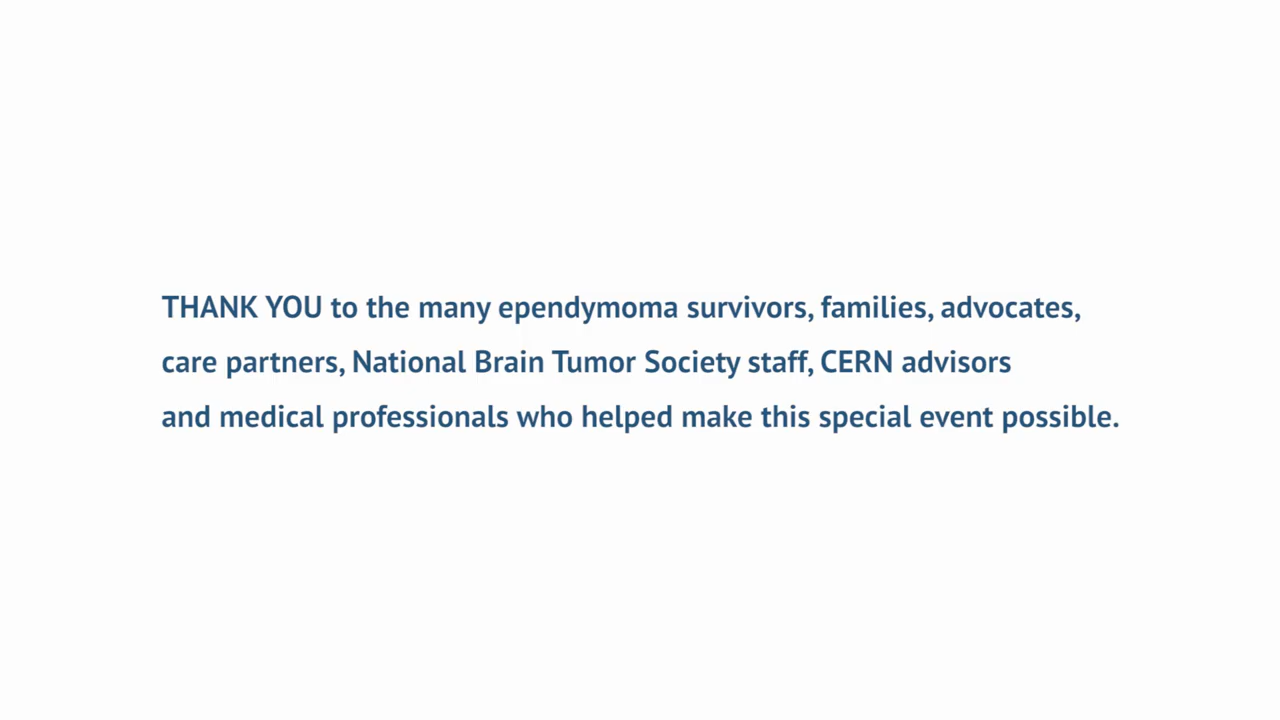 THANK YOU to the many ependymoma survivors, families, advocates,
care partners, National Brain Tumor Society staff, CERN advisors
and medical professionals who helped make this special event possible.